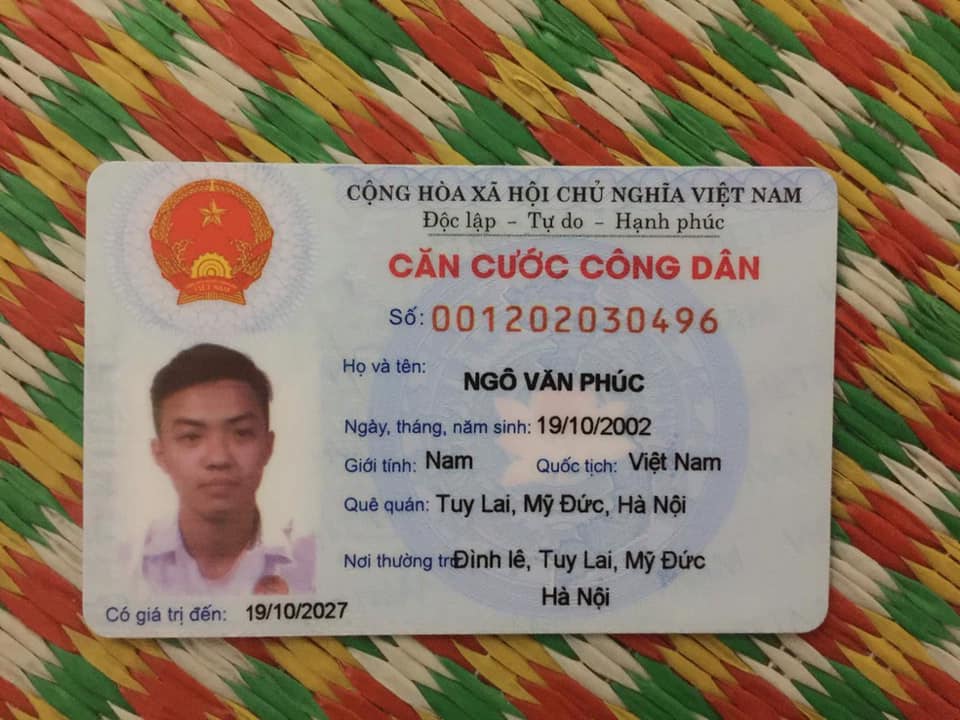 CỘNG HÒA XÃ HỘI CHỦ NGHĨA VIỆT NAM
Độc lập - Tự do - Hạnh phúc
CĂN CƯỚC CÔNG DÂN
Số: 001202030496
Họ và tên: NGÔ VĂN PHÚC
Ngày, tháng, năm sinh: 19/10/2002
Giới tính: Nam Quốc tịch: Việt Nam
Quê quán: Tuy Lai, Mỹ Đức, Hà Nội
Nơi thường trú Đình lê, Tuy Lai, Mỹ Đức
Hà Nội
Có giá trị đến: 19/10/2027
VIỆT NAM